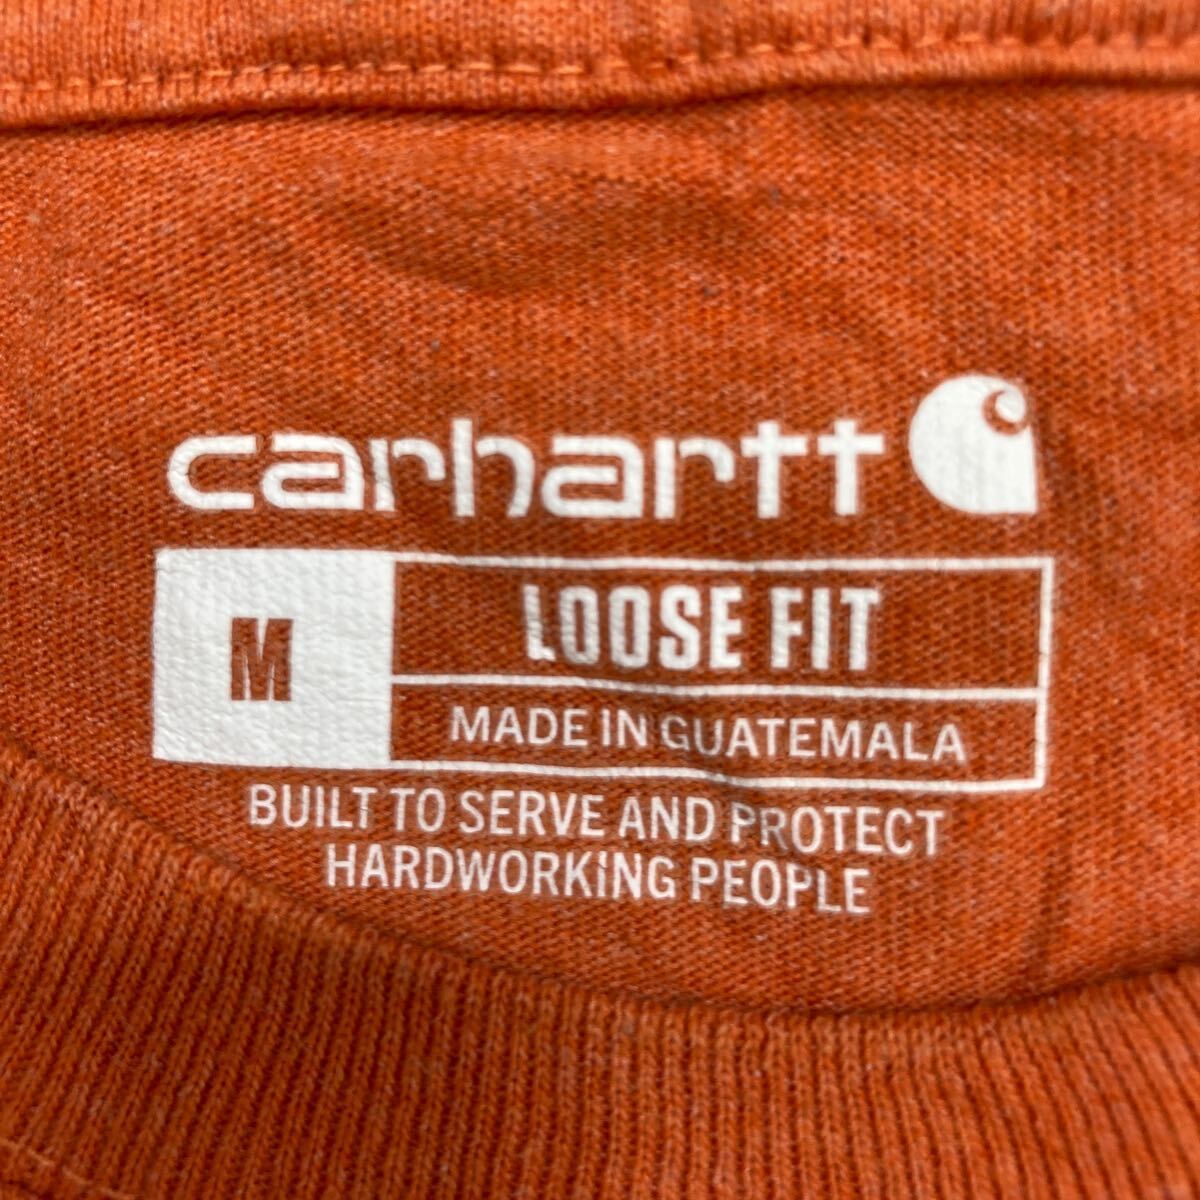 carhartt
M
LOOSE FIT
MADE IN GUATEMALA
BUILT TO SERVE AND PROTECT
HARDWORKING PEOPLE